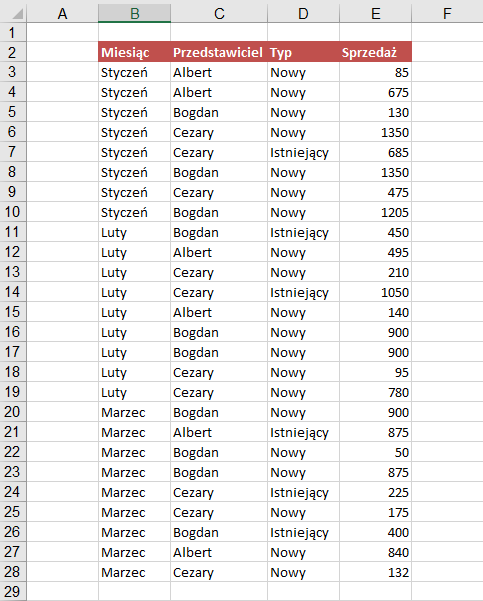 A B C D E F
1
2 Miesiąc Przedstawiciel Typ Sprzedaż
3 Styczeń Albert Nowy 85
4 Styczeń Albert Nowy 675
5 Styczeń Bogdan Nowy 130
6 Styczeń Cezary Nowy 1350
7 Styczeń Cezary Istniejący 685
8 Styczeń Bogdan Nowy 1350
9 Styczeń Cezary Nowy 475
10 Styczeń Bogdan Nowy 1205
11 Luty Bogdan Istniejący 450
12 Luty Albert Nowy 495
13 Luty Cezary Nowy 210
14 Luty Cezary Istniejący 1050
15 Luty Albert Nowy 140
16 Luty Bogdan Nowy 900
17 Luty Bogdan Nowy 900
18 Luty Cezary Nowy 95
19 Luty Cezary Nowy 780
20 Marzec Bogdan Nowy 900
21 Marzec Albert Istniejący 875
22 Marzec Bogdan Nowy 50
23 Marzec Bogdan Nowy 875
24 Marzec Cezary Istniejący 225
25 Marzec Cezary Nowy 175
26 Marzec Bogdan Istniejący 400
27 Marzec Albert Nowy 840
28 Marzec Cezary Nowy 132
29